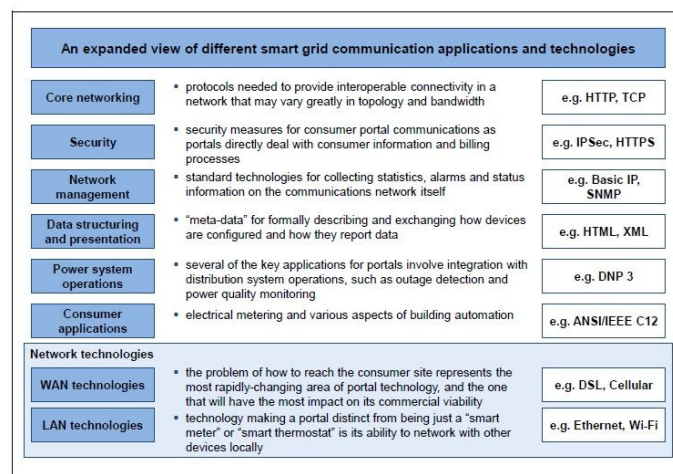 An expanded view of different smart grid communication applications and technologies
Core networking
▪ protocols needed to provide interoperable connectivity in a
network that may vary greatly in topology and bandwidth
e.g. HTTP, TCP
Security
▪ security measures for consumer portal communications as
portals directly deal with consumer information and billing
processes
e.g. IPSec, HTTPS
Network
management
▪ standard technologies for collecting statistics, alarms and status
information on the communications network itself
e.g. Basic IP,
SNMP
Data structuring
and presentation
▪ “meta-data” for formally describing and exchanging how devices
are configured and how they report data
e.g. HTML, XML
Power system
operations
▪ several of the key applications for portals involve integration with
distribution system operations, such as outage detection and
power quality monitoring
e.g. DNP 3
Consumer
applications
▪ electrical metering and various aspects of building automation
e.g. ANSI/IEEE C12
Network technologies
WAN technologies
▪ the problem of how to reach the consumer site represents the
most rapidly-changing area of portal technology, and the one
that will have the most impact on its commercial viability
e.g. DSL, Cellular
LAN technologies
▪ technology making a portal distinct from being just a “smart
meter” or “smart thermostat” is its ability to network with other
devices locally
e.g. Ethernet, Wi-Fi